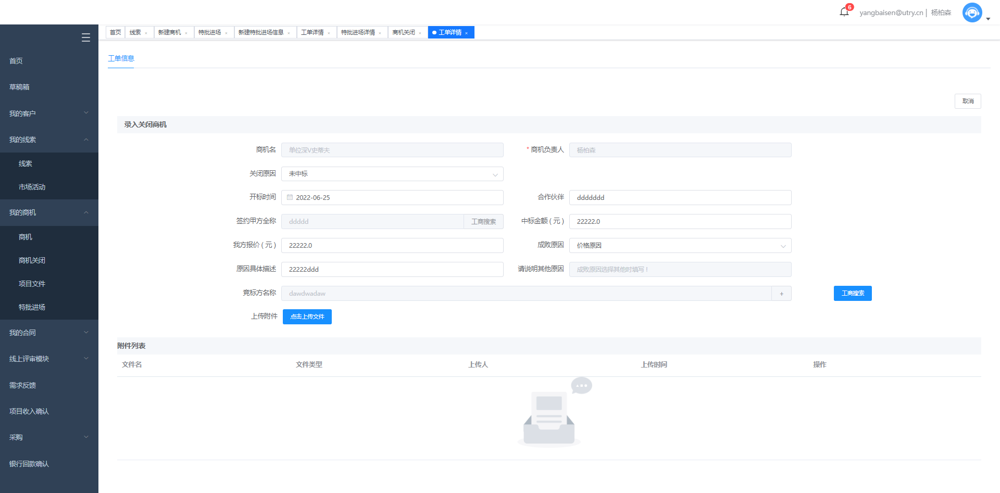 6
yangbaisen@utry.cn | 杨柏森
首页 线索 × 新建商机 × 特批进场 × 新建特批进场信息 × 工单详情 × 特批进场详情 × 商机关闭 × 工单详情 ×
首页
草稿箱
我的客户
我的线索
线索
市场活动
我的商机
商机
商机关闭
项目文件
特批进场
我的合同
线上评审模块
需求反馈
项目收入确认
采购
银行回款确认
工单信息
取消
录入关闭商机
商机名 单位深V史蒂夫 * 商机负责人 杨柏森
关闭原因 未中标
开标时间 2022-06-25 合作伙伴 ddddddd
签约甲方全称 ddddd 工商搜索 中标金额 ( 元 ) 22222.0
我方报价 ( 元 ) 22222.0 成败原因 价格原因
原因具体描述 22222ddd 请说明其他原因 成败原因选择其他时填写 !
竞标方名称 dawdwadaw + 工商搜索
上传附件 点击上传文件
附件列表
文件名 文件类型 上传人 上传时间 操作